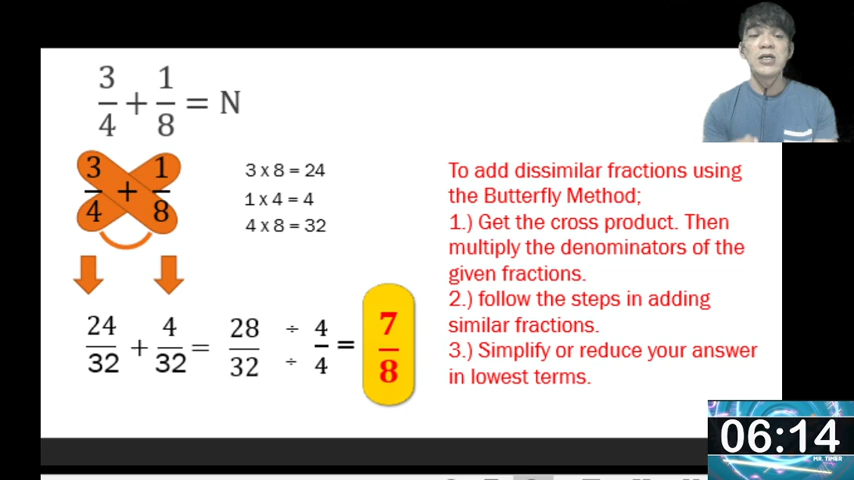 3/4 + 1/8 = N
3/4 + 1/8
3 x 8 = 24
1 x 4 = 4
4 x 8 = 32
24/32 + 4/32 = 28/32 ÷ 4/÷ 4 = 7/8
To add dissimilar fractions using
the Butterfly Method;
1.) Get the cross product. Then
multiply the denominators of the
given fractions.
2.) follow the steps in adding
similar fractions.
3.) Simplify or reduce your answer
in lowest terms.
06:14
MR. TIMER